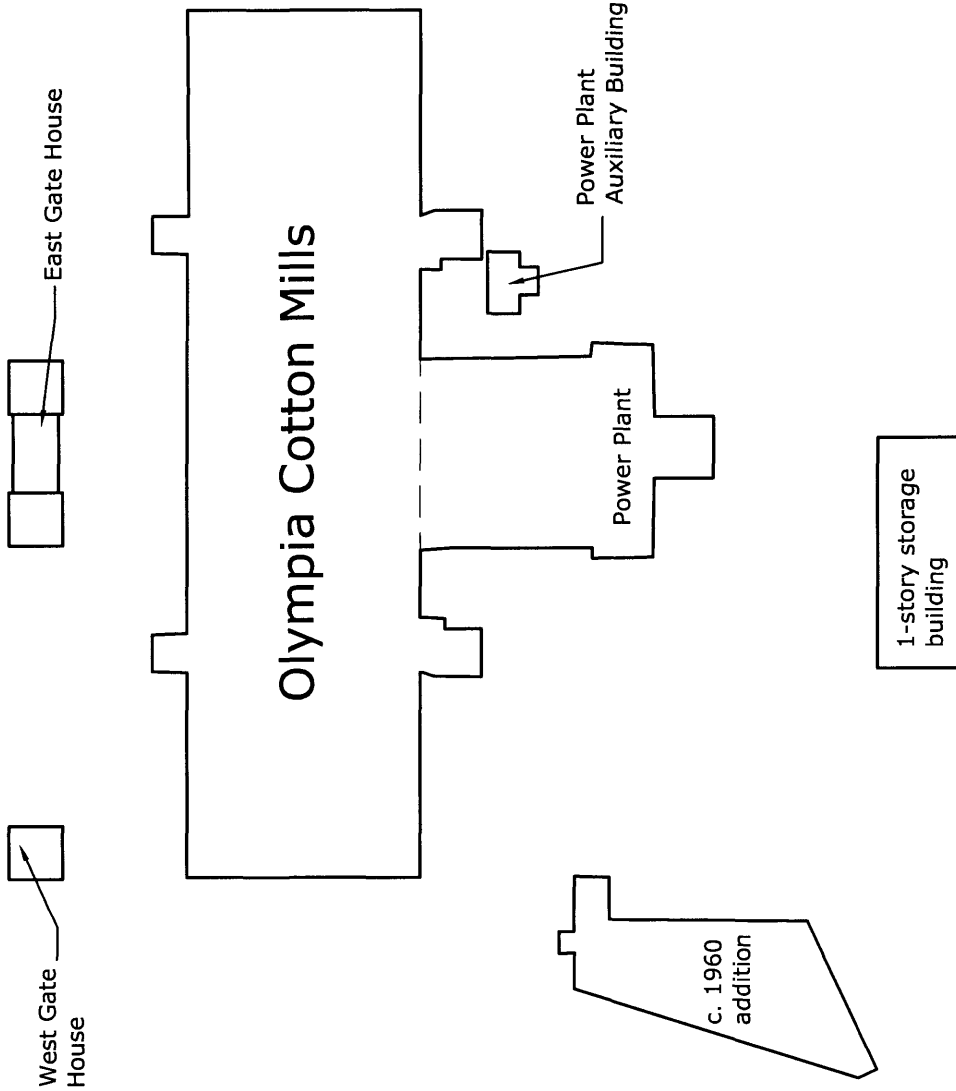 West Gate
House
East Gate House
Olympia Cotton Mills
Power Plant
Auxiliary Building
Power Plant
c. 1960
addition
1-story storage
building